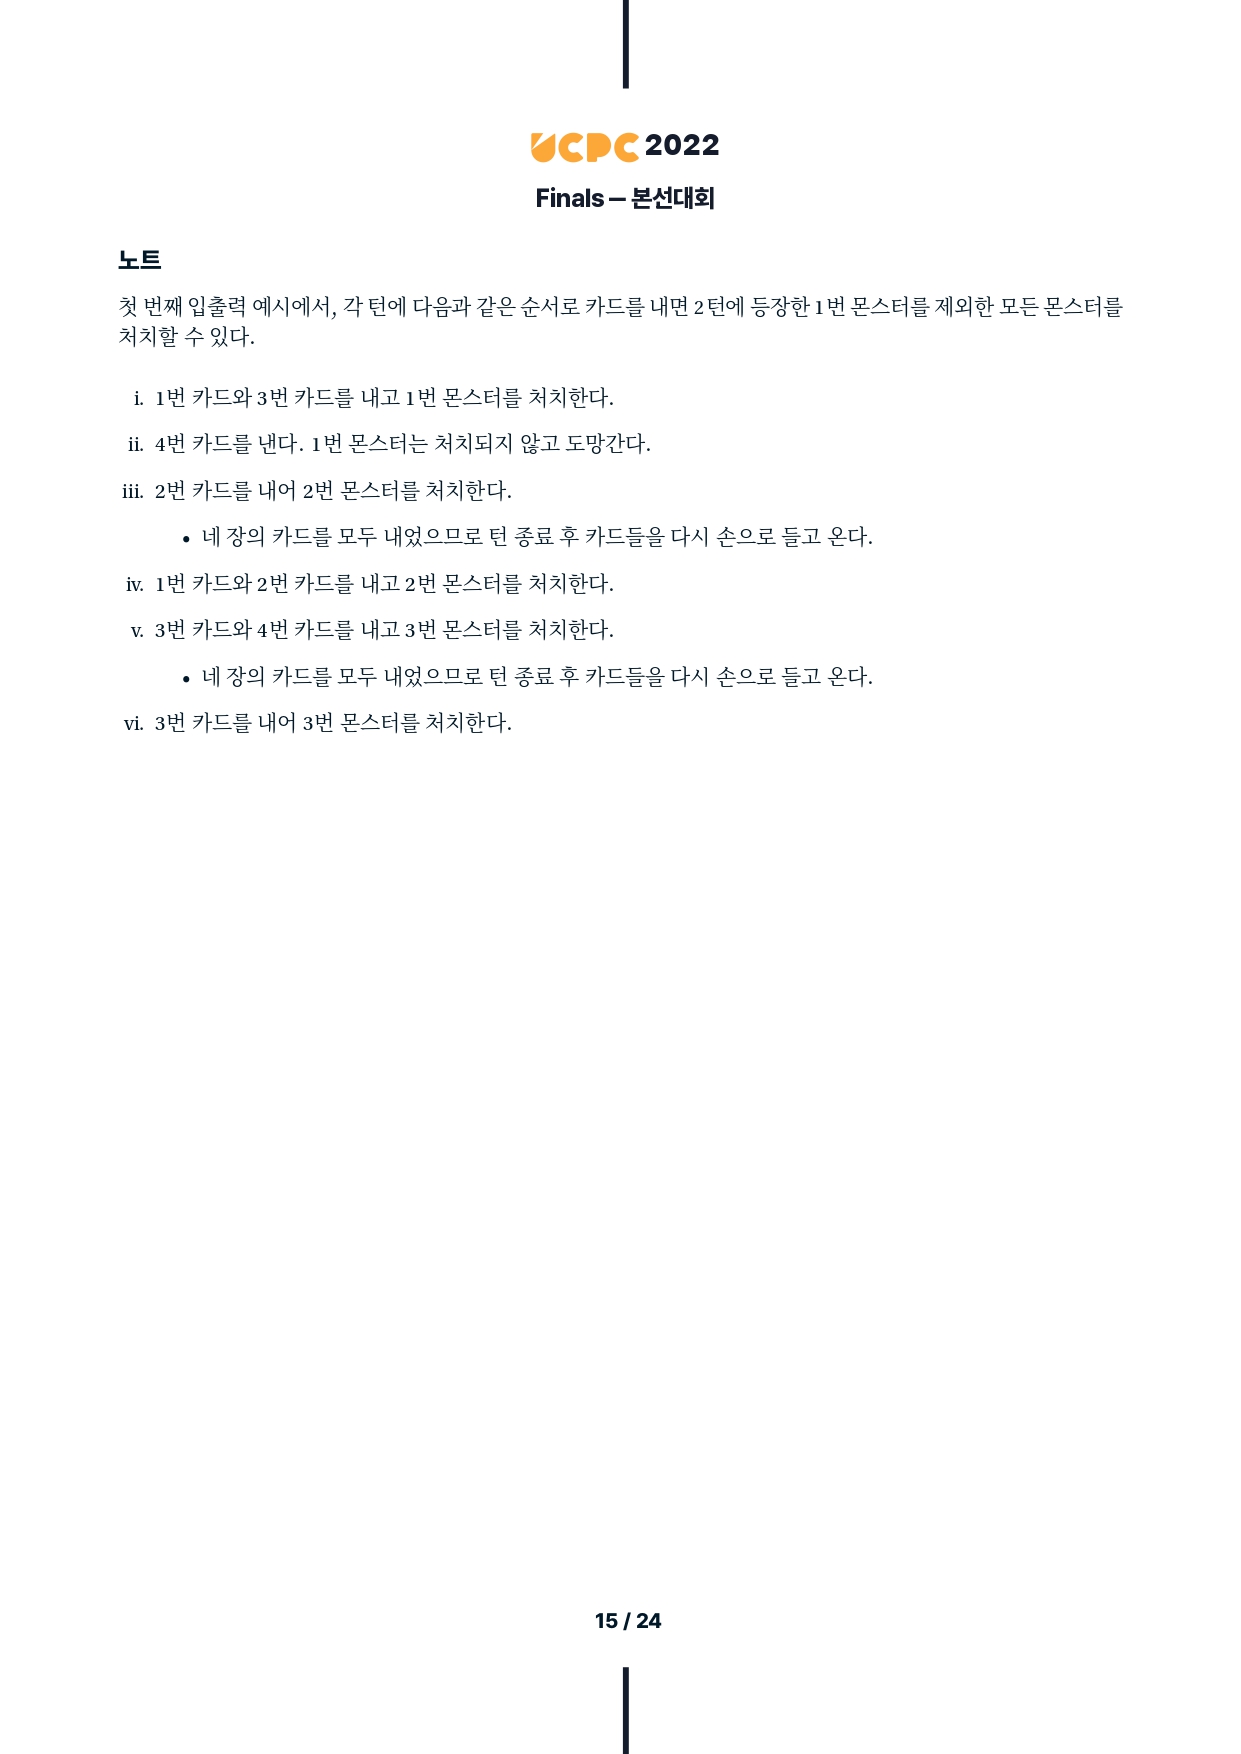 UCPC 2022
Finals — 본선대회
노트
첫 번째 입출력 예시에서, 각 턴에 다음과 같은 순서로 카드를 내면 2턴에 등장한 1번 몬스터를 제외한 모든 몬스터를
처치할 수 있다.
i. 1번 카드와 3번 카드를 내고 1번 몬스터를 처치한다.
ii. 4번 카드를 낸다. 1번 몬스터는 처치되지 않고 도망간다.
iii. 2번 카드를 내어 2번 몬스터를 처치한다.
• 네 장의 카드를 모두 내었으므로 턴 종료 후 카드들을 다시 손으로 들고 온다.
iv. 1번 카드와 2번 카드를 내고 2번 몬스터를 처치한다.
v. 3번 카드와 4번 카드를 내고 3번 몬스터를 처치한다.
• 네 장의 카드를 모두 내었으므로 턴 종료 후 카드들을 다시 손으로 들고 온다.
vi. 3번 카드를 내어 3번 몬스터를 처치한다.
15 / 24